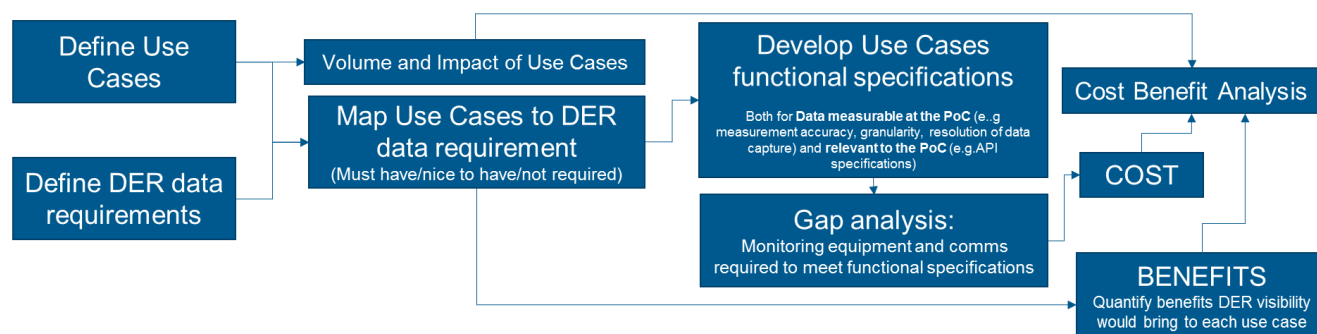 Define Use
Cases
Define DER data
requirements
Volume and Impact of Use Cases
Map Use Cases to DER
data requirement
(Must have/nice to have/not required)
Develop Use Cases
functional specifications
Both for Data measurable at the PoC (e..g
measurement accuracy, granularity, resolution of data
capture) and relevant to the PoC (e.g.API
specifications)
Gap analysis:
Monitoring equipment and comms
required to meet functional specifications
Cost Benefit Analysis
COST
BENEFITS
Quantify benefits DER visibility
would bring to each use case